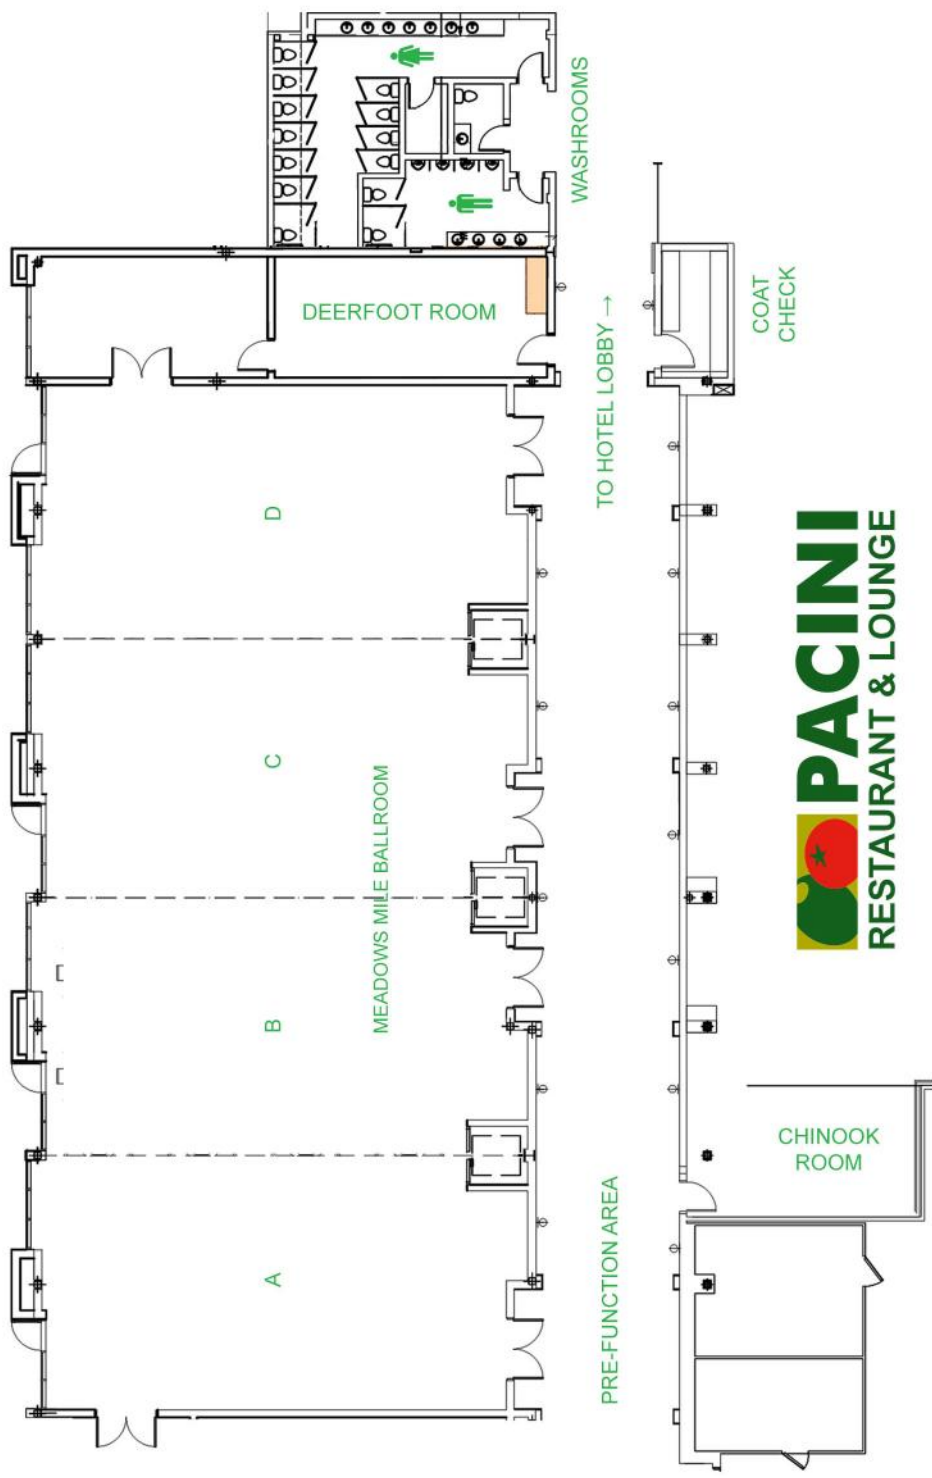 WASHROOMS
DEERFOOT ROOM
COAT
CHECK
TO HOTEL LOBBY →
D
C
MEADOWS MILE BALLROOM
B
A
PRE-FUNCTION AREA
PACINI
RESTAURANT & LOUNGE
CHINOOK
ROOM